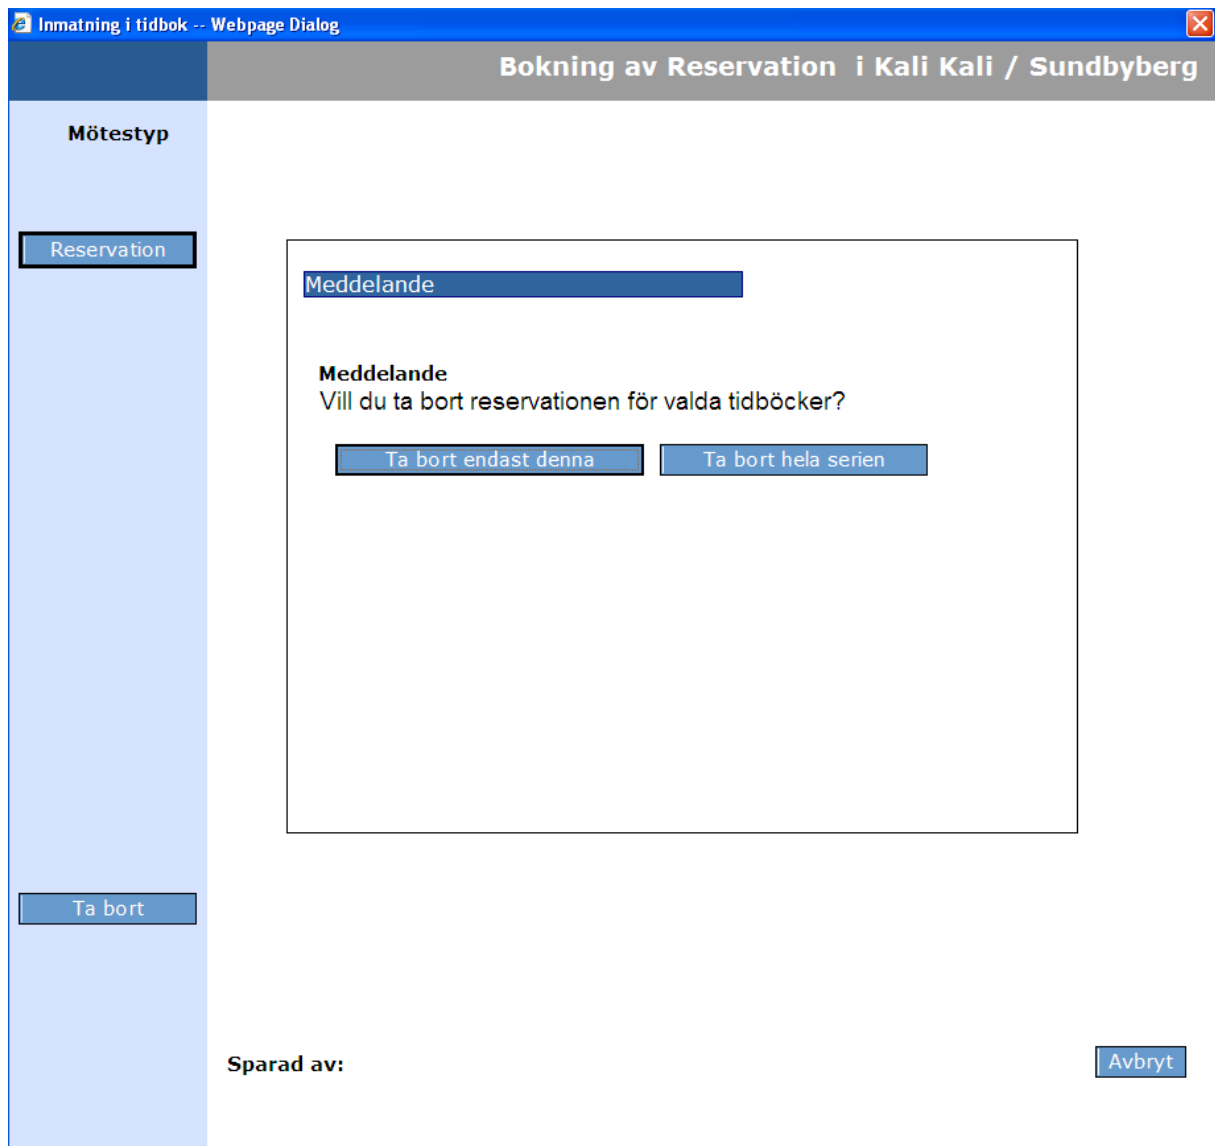 Inmatning i tidbok -- Webpage Dialog
Bokning av Reservation i Kali Kali / Sundbyberg
Mötestyp
Reservation
Meddelande
Meddelande
Vill du ta bort reservationen för valda tidböcker?
Ta bort endast denna
Ta bort hela serien
Ta bort
Sparad av:
Avbryt